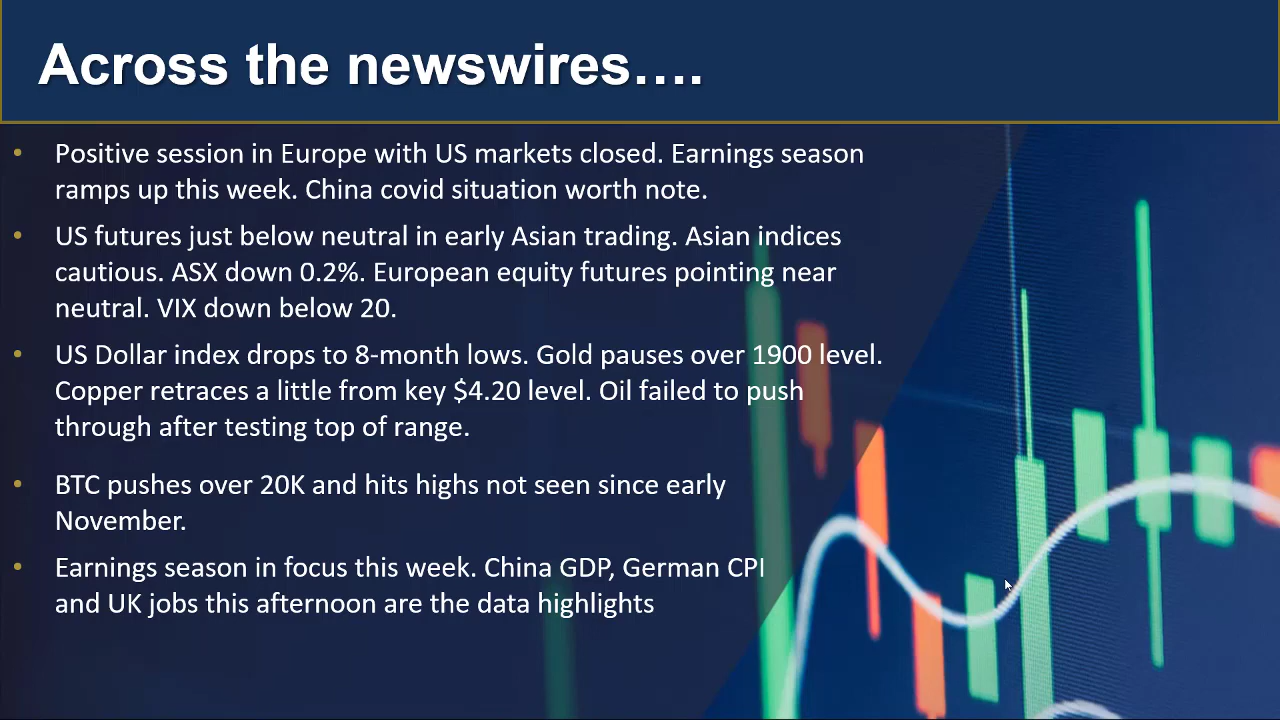 Across the newswires….
• Positive session in Europe with US markets closed. Earnings season
ramps up this week. China covid situation worth note.
• US futures just below neutral in early Asian trading. Asian indices
cautious. ASX down 0.2%. European equity futures pointing near
neutral. VIX down below 20.
• US Dollar index drops to 8-month lows. Gold pauses over 1900 level.
Copper retraces a little from key $4.20 level. Oil failed to push
through after testing top of range.
• BTC pushes over 20K and hits highs not seen since early
November.
• Earnings season in focus this week. China GDP, German CPI
and UK jobs this afternoon are the data highlights